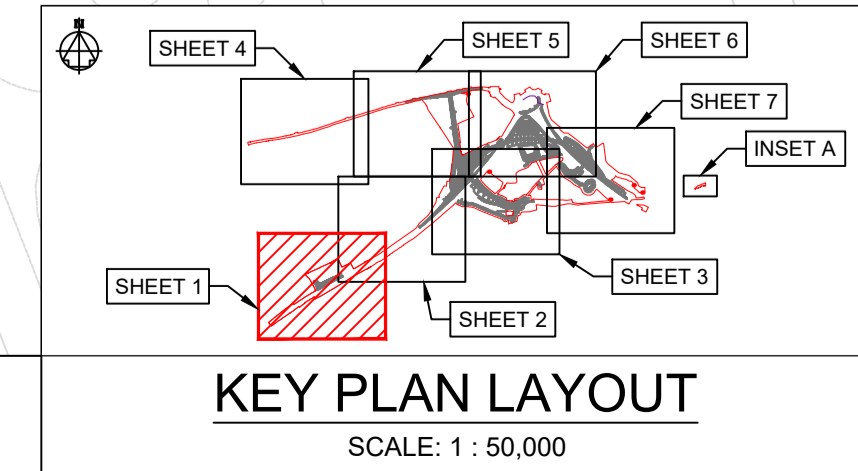 N
SHEET 4
SHEET 5
SHEET 6
SHEET 7
INSET A
SHEET 1
SHEET 2
SHEET 3
KEY PLAN LAYOUT
SCALE: 1 : 50,000